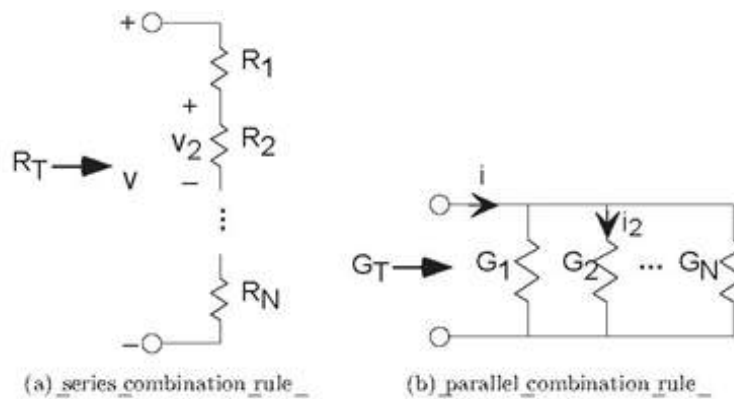 +
R1
+
v2 R2
RT v
−
...
RN
−
(a)_series_combination_rule_
i
i2
GT G1 G2 ... GN
(b)_parallel_combination_rule_